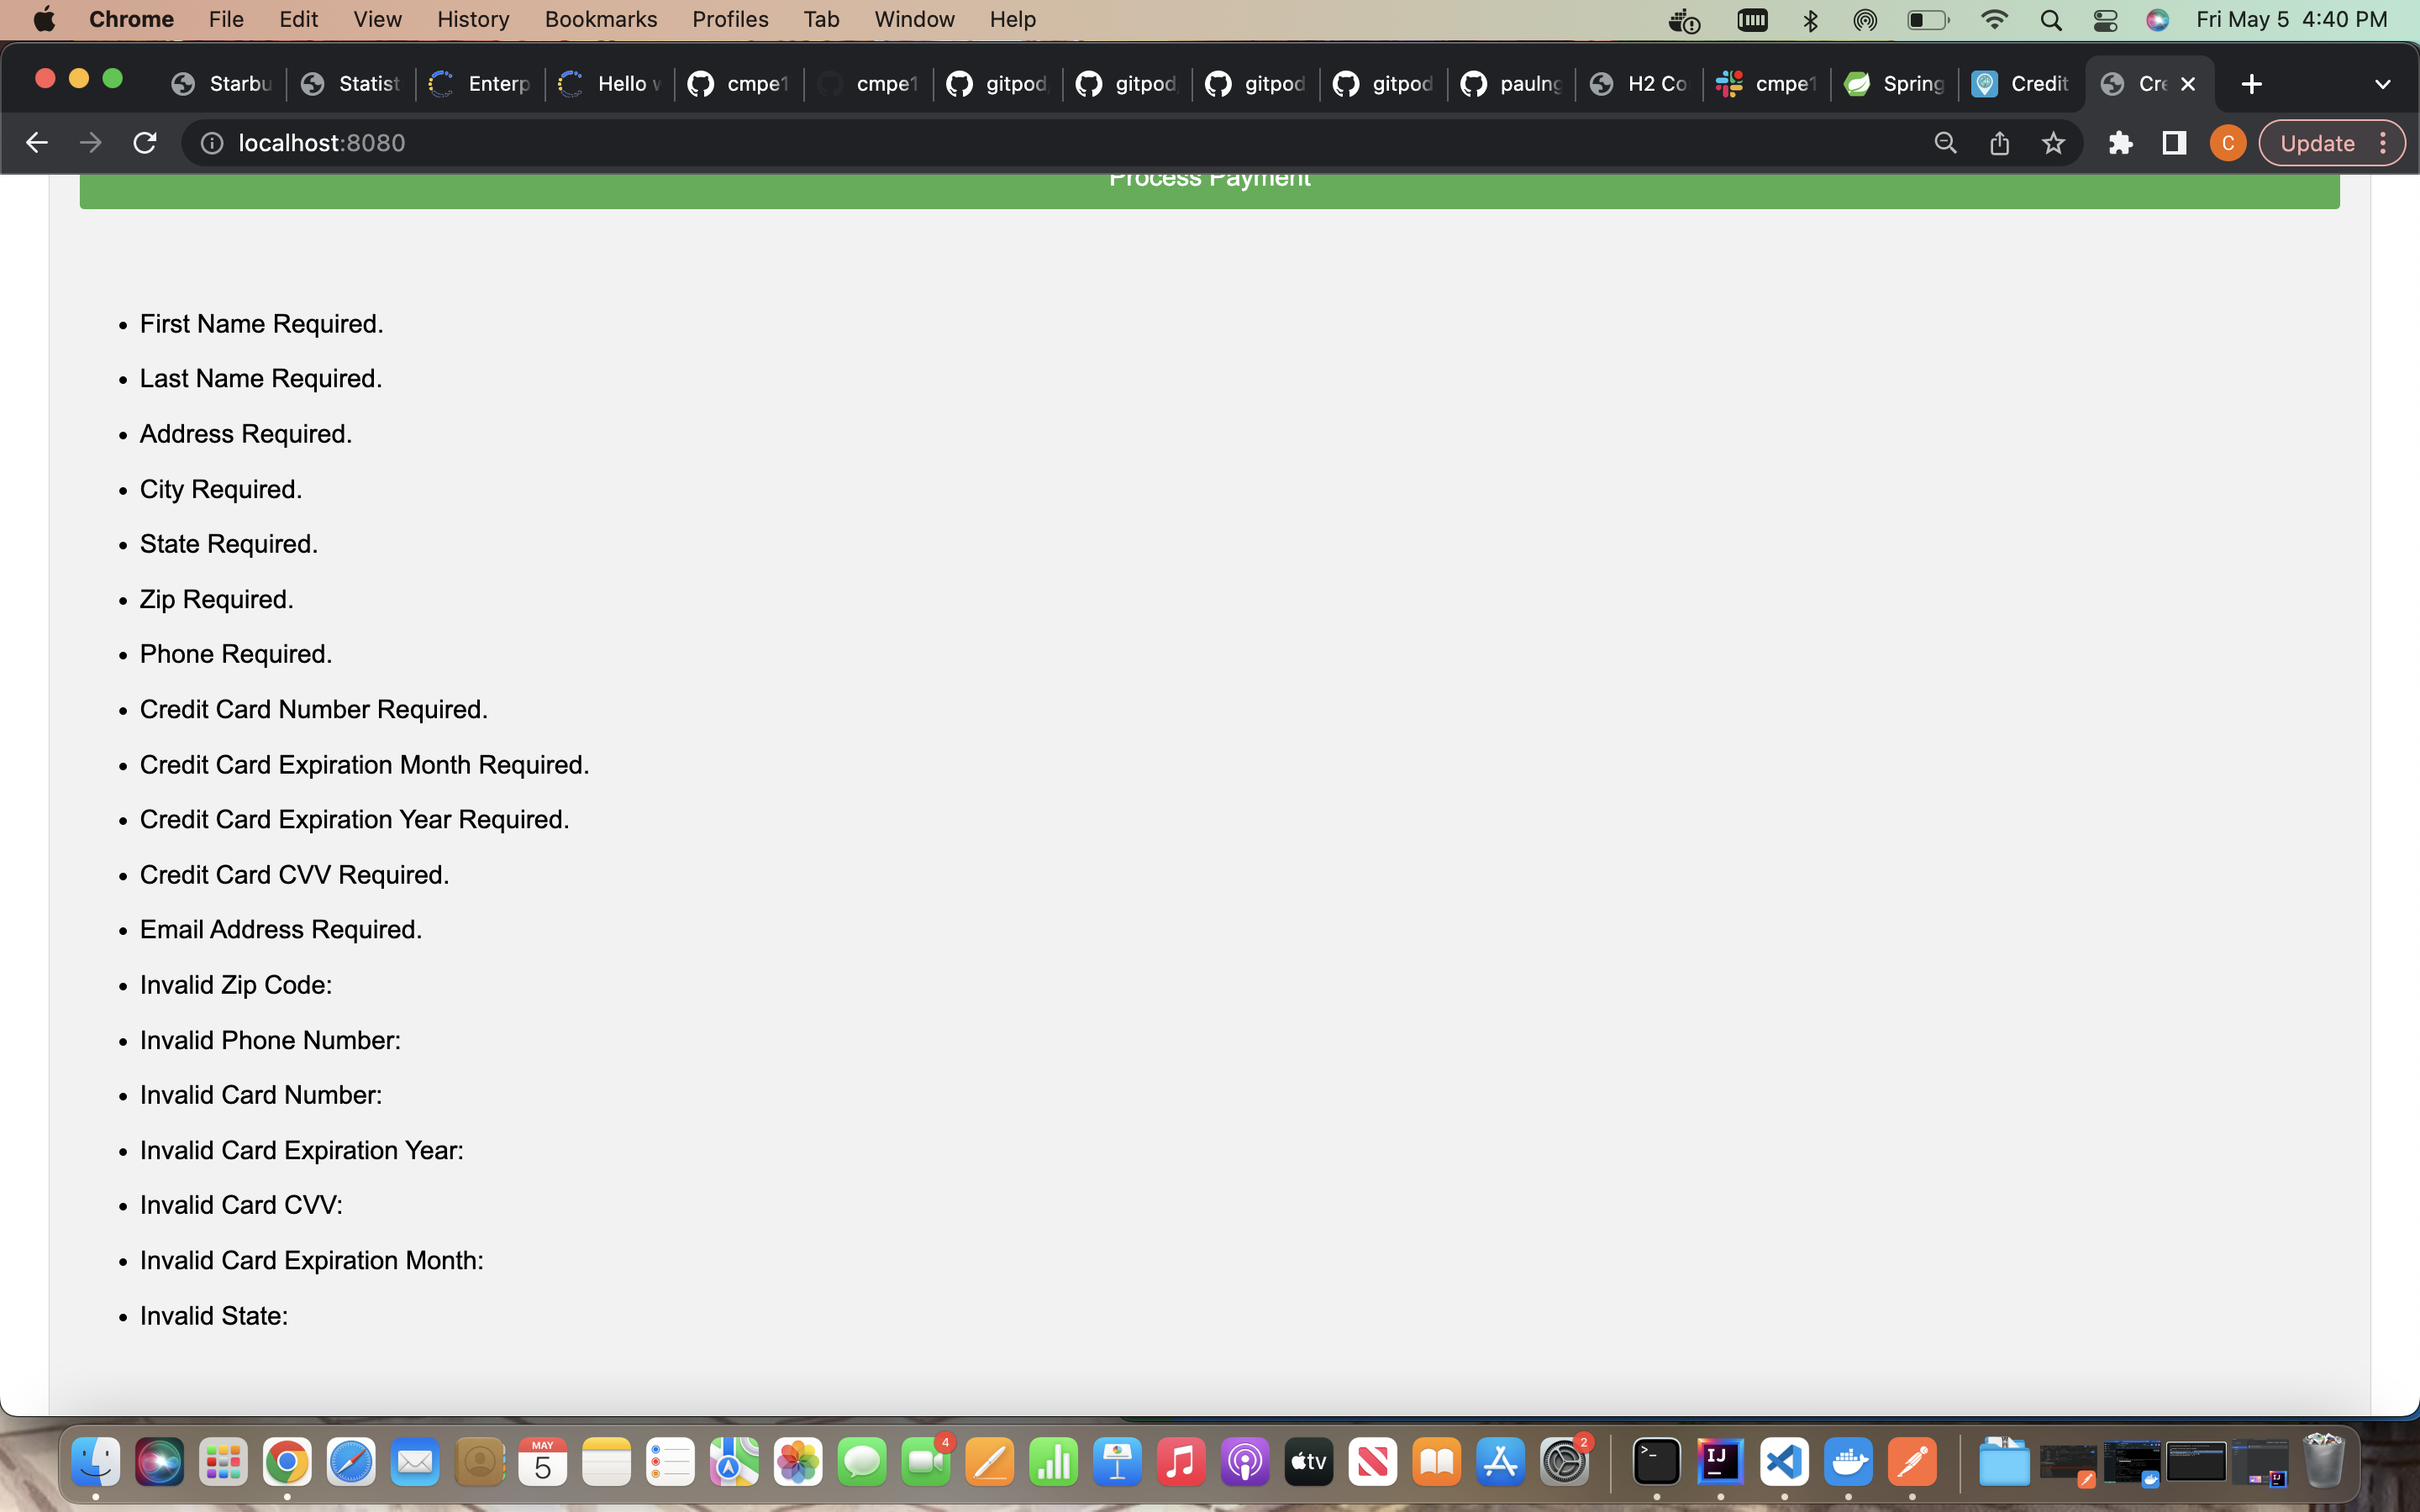 Chrome File Edit View History Bookmarks Profiles Tab Window Help Fri May 5 4:40 PM
Starbu Statist Enterp Hello cmpe1 cmpe1 gitpod gitpod gitpod gitpod paulng H2 Co cmpe1 Spring Credit Cre
localhost:8080 C Update
Process Payment
• First Name Required.
• Last Name Required.
• Address Required.
• City Required.
• State Required.
• Zip Required.
• Phone Required.
• Credit Card Number Required.
• Credit Card Expiration Month Required.
• Credit Card Expiration Year Required.
• Credit Card CVV Required.
• Email Address Required.
• Invalid Zip Code:
• Invalid Phone Number:
• Invalid Card Number:
• Invalid Card Expiration Year:
• Invalid Card CVV:
• Invalid Card Expiration Month:
• Invalid State:
MAY 4 2
5 tv IJ